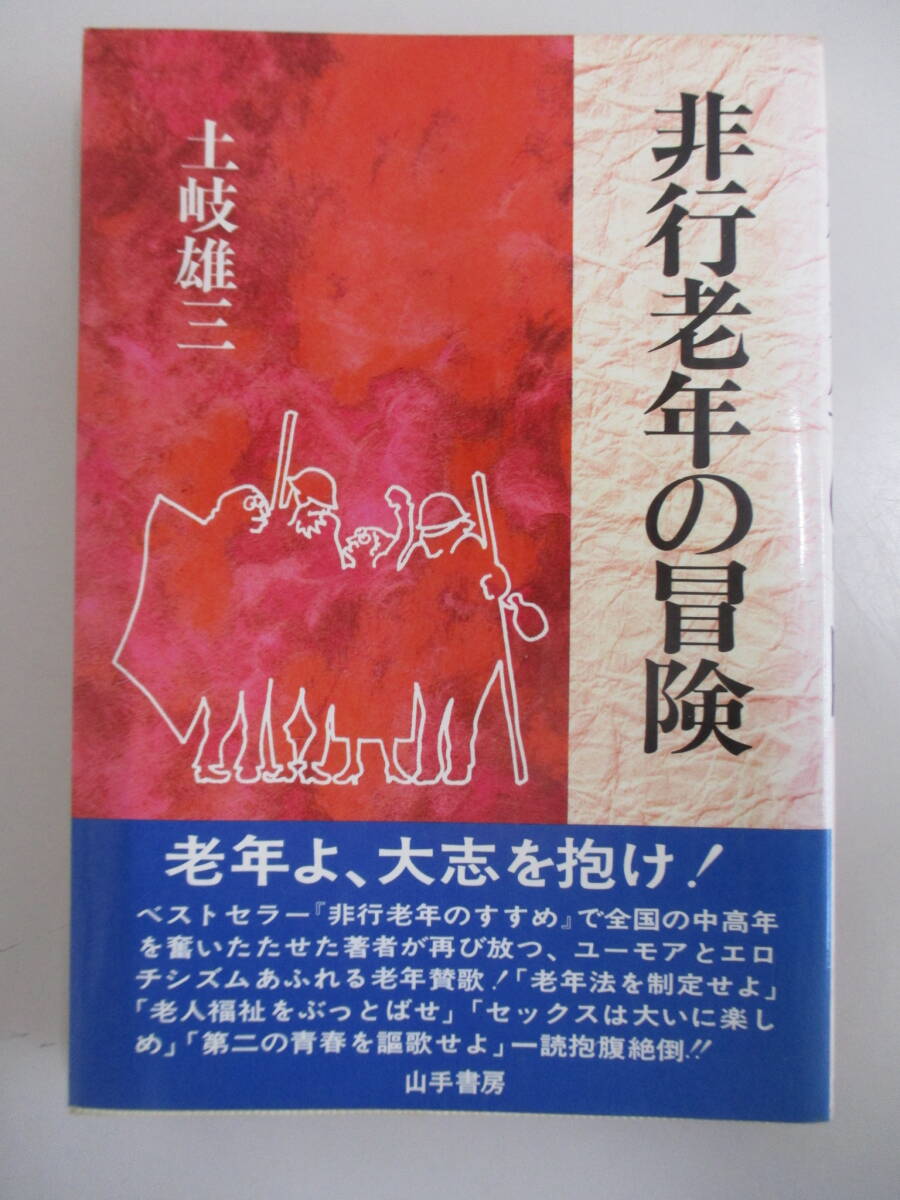 非行老年の冒険
土岐雄三
老年よ、大志を抱け!
ベストセラー『非行老年のすすめ』で全国の中高年
を奮いたたせた著者が再び放つ、ユーモアとエロ
チシズムあふれる老年賛歌!「老年法を制定せよ」
「老人福祉をぶっとばせ」「セックスは大いに楽し
め」「第二の青春を謳歌せよ」一読抱腹絶倒!!
山手書房